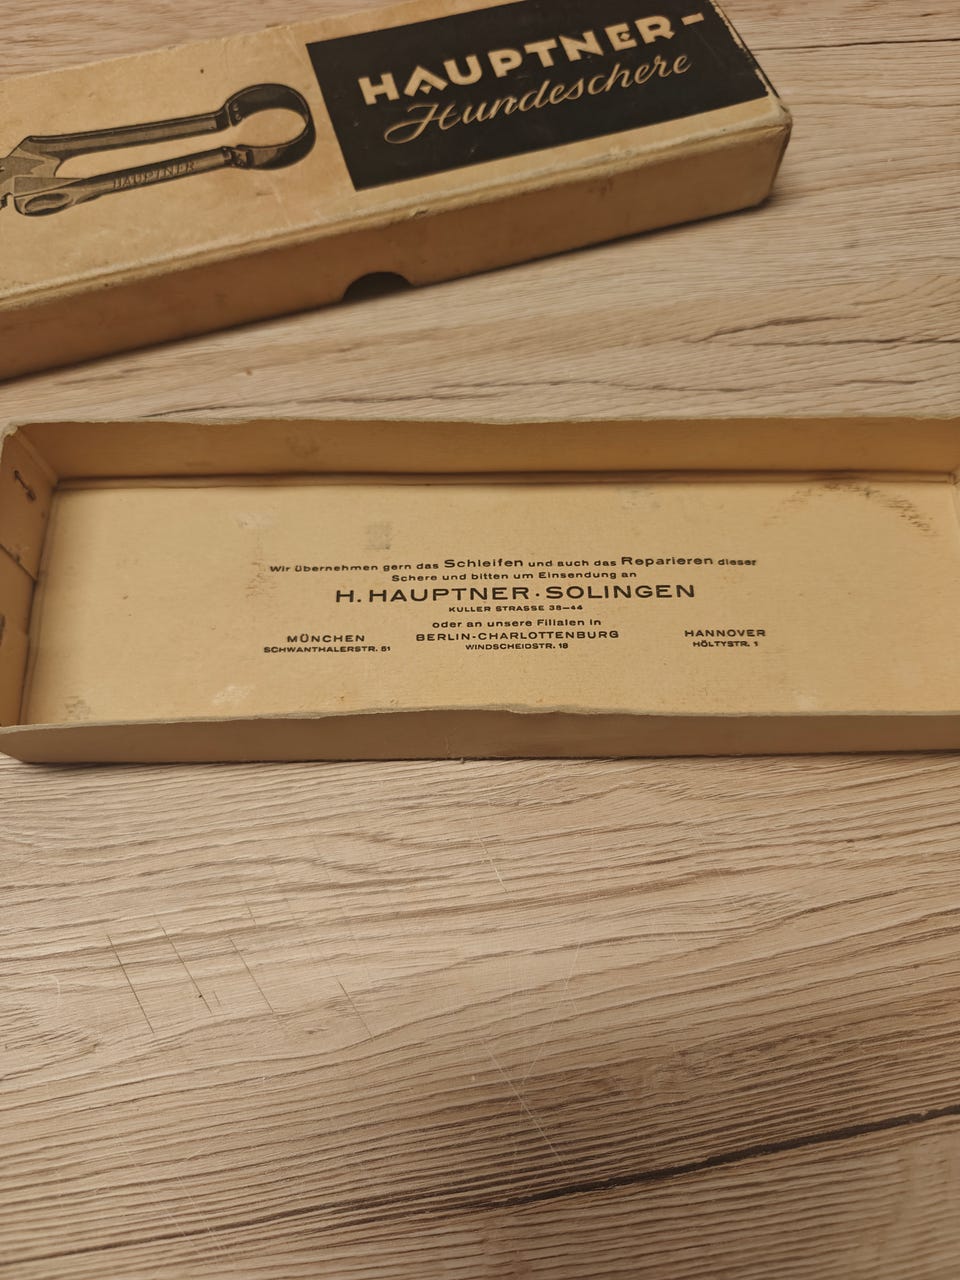 HAUPTNER-
Hundeschere
HAUPTNER
Wir übernehmen gern das Schleifen und auch das Reparieren dieser
Schere und bitten um Einsendung an
H. HAUPTNER · SOLINGEN
KULLER STRASSE 38—44
oder an unsere Filialen in
MÜNCHEN
SCHWANTHALERSTR. 51
BERLIN-CHARLOTTENBURG
WINDSCHEIDSTR. 18
HANNOVER
HÖLTYSTR. 1